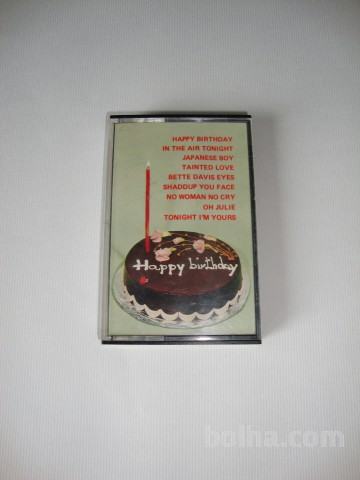 HAPPY BIRTHDAY
IN THE AIR TONIGHT
JAPANESE BOY
TAINTED LOVE
BETTE DAVIS EYES
SHADDUP YOU FACE
NO WOMAN NO CRY
OH JULIE
TONIGHT I'M YOURS
Happy birthday
bolha.com